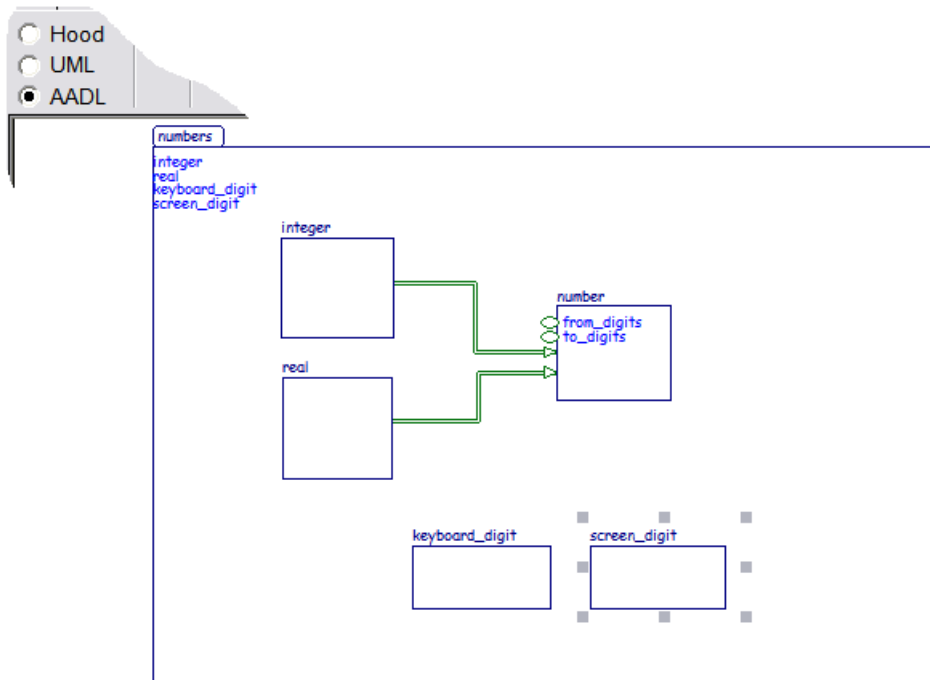 Hood
UML
AADL
numbers
integer
real
keyboard_digit
screen_digit
integer
number
from_digits
to_digits
real
keyboard_digit
screen_digit